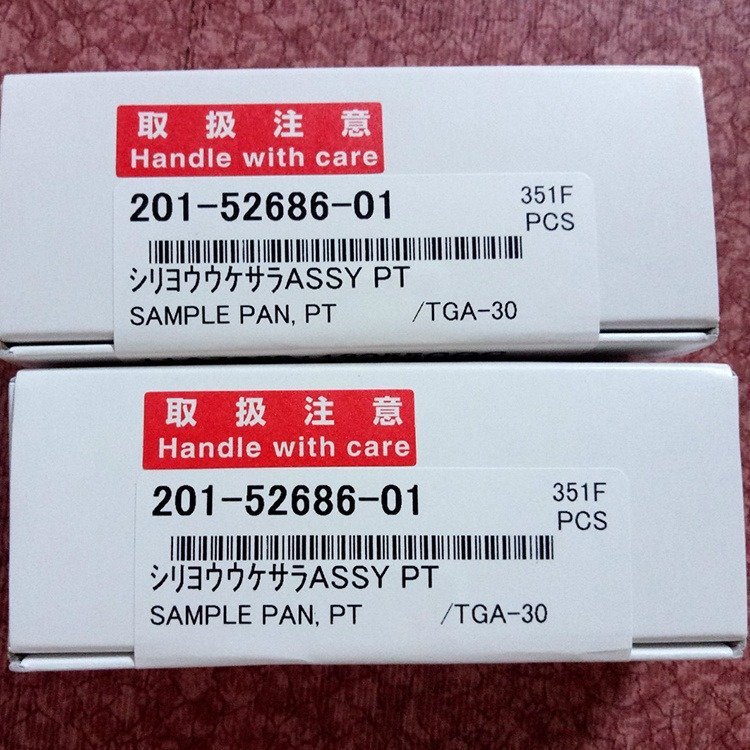 取扱注意
Handle with care
201-52686-01
351F
PCS
シリヨウウケサラASSY PT
SAMPLE PAN, PT /TGA-30
取扱注意
Handle with care
201-52686-01
351F
PCS
シリヨウウケサラASSY PT
SAMPLE PAN, PT /TGA-30